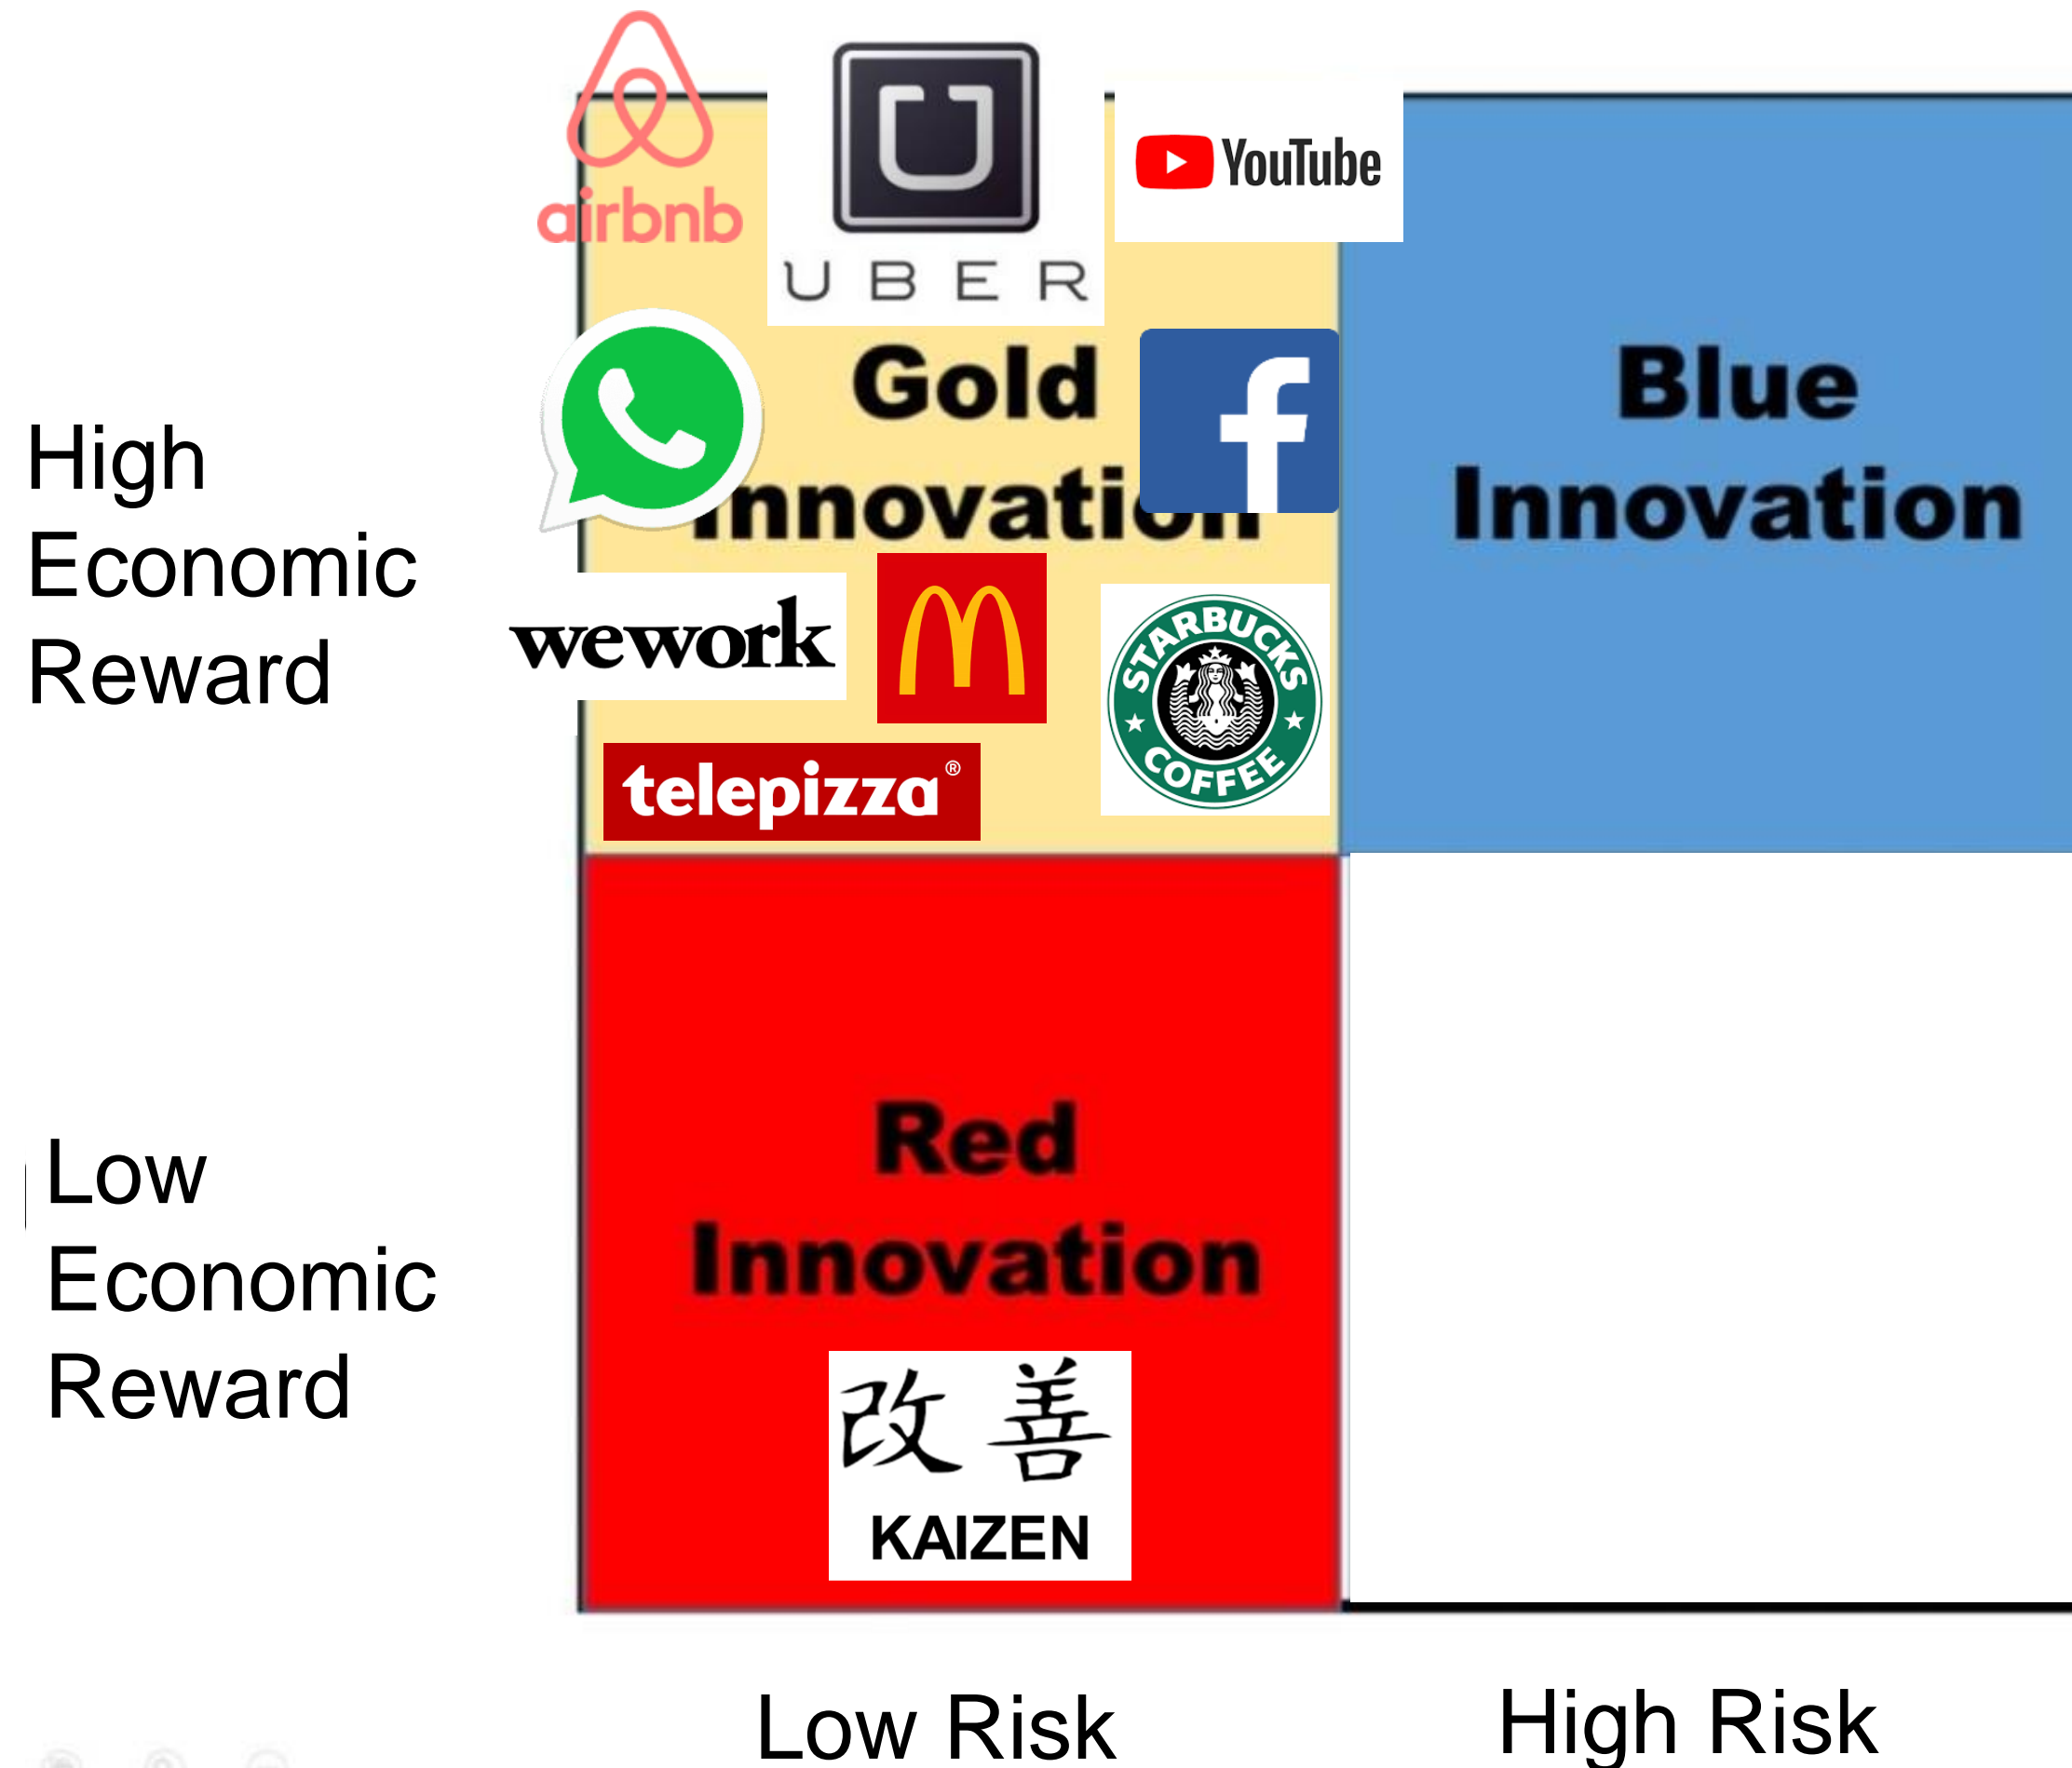 airbnb
UBER
YouTube
Gold
Innovation
Blue
Innovation
High
Economic
Reward
wework
STARBUCKS
COFFEE
telepizza®
Red
Innovation
Low
Economic
Reward
改善
KAIZEN
Low Risk
High Risk